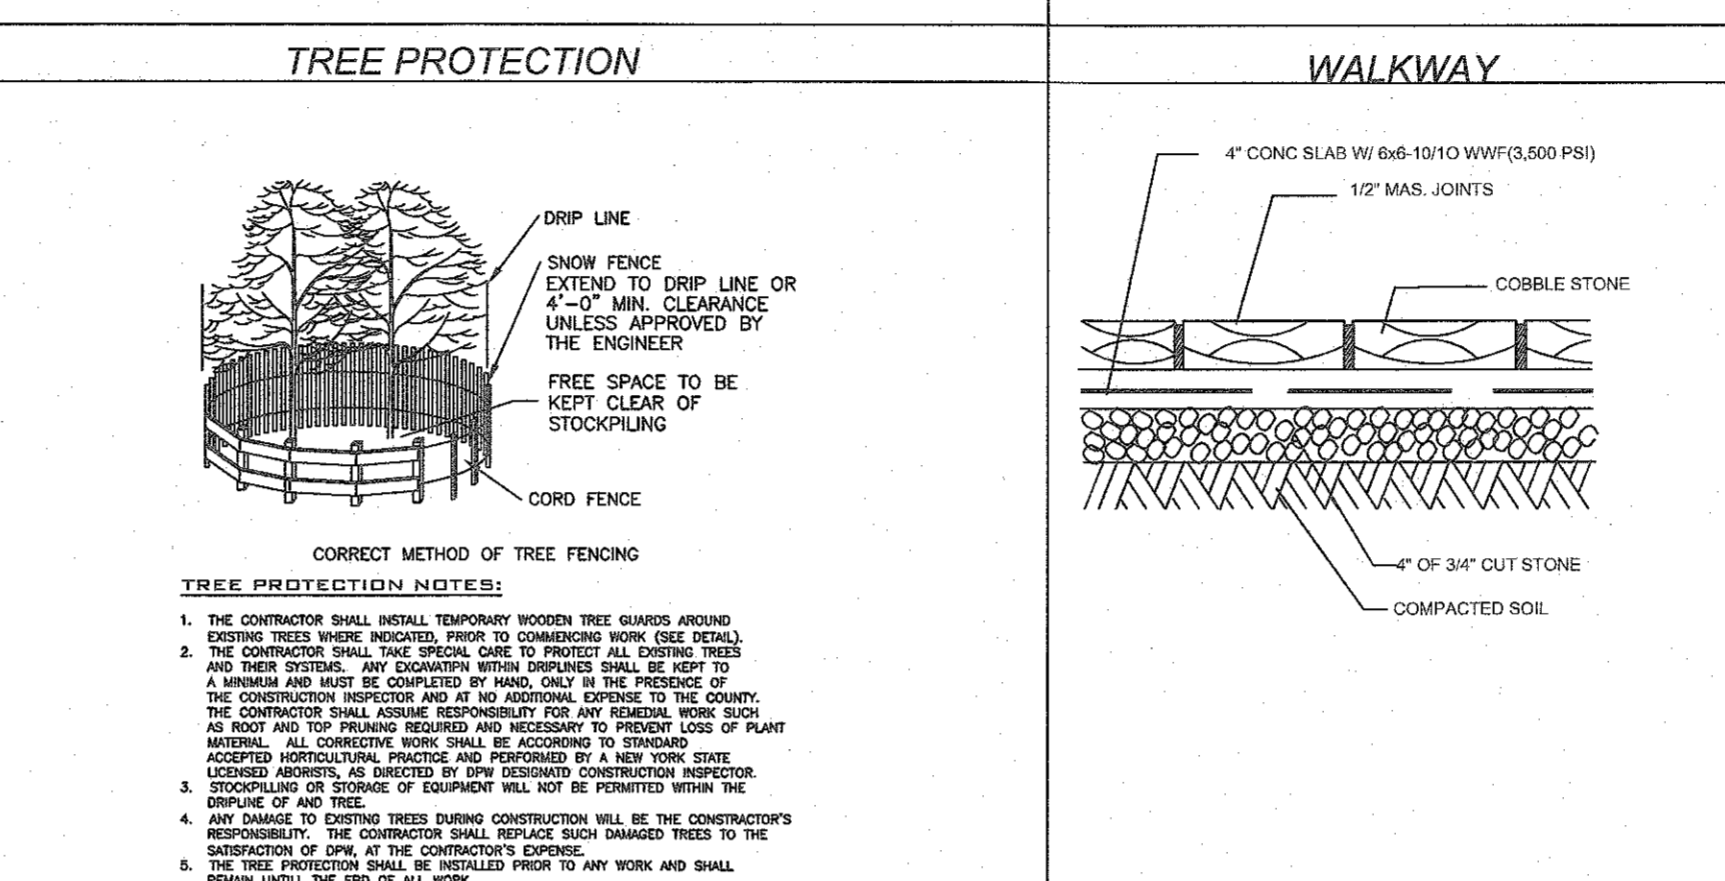 TREE PROTECTION
DRIP LINE
SNOW FENCE
EXTEND TO DRIP LINE OR
4'-0" MIN. CLEARANCE
UNLESS APPROVED BY
THE ENGINEER
FREE SPACE TO BE
KEPT CLEAR OF
STOCKPILING
CORD FENCE
CORRECT METHOD OF TREE FENCING
TREE PROTECTION NOTES:
1. THE CONTRACTOR SHALL INSTALL TEMPORARY WOODEN TREE GUARDS AROUND
EXISTING TREES WHERE INDICATED, PRIOR TO COMMENCING WORK (SEE DETAIL).
2. THE CONTRACTOR SHALL TAKE SPECIAL CARE TO PROTECT ALL EXISTING TREES
AND THEIR SYSTEMS. ANY EXCAVATIPN WITHIN DRIPLINES SHALL BE KEPT TO
A MINIMUM AND MUST BE COMPLETED BY HAND, ONLY IN THE PRESENCE OF
THE CONSTRUCTION INSPECTOR AND AT NO ADDITIONAL EXPENSE TO THE COUNTY.
THE CONTRACTOR SHALL ASSUME RESPONSIBILITY FOR ANY REMEDIAL WORK SUCH
AS ROOT AND TOP PRUNING REQUIRED AND NECESSARY TO PREVENT LOSS OF PLANT
MATERIAL. ALL CORRECTIVE WORK SHALL BE ACCORDING TO STANDARD
ACCEPTED HORTICULTURAL PRACTICE AND PERFORMED BY A NEW YORK STATE
LICENSED ABORISTS, AS DIRECTED BY DPW DESIGNATD CONSTRUCTION INSPECTOR.
3. STOCKPILLING OR STORAGE OF EQUIPMENT WILL NOT BE PERMITTED WITHIN THE
DRIPLINE OF AND TREE.
4. ANY DAMAGE TO EXISTING TREES DURING CONSTRUCTION WILL BE THE CONSTRACTOR'S
RESPONSIBILITY. THE CONTRACTOR SHALL REPLACE SUCH DAMAGED TREES TO THE
SATISFACTION OF DPW, AT THE CONTRACTOR'S EXPENSE.
5. THE TREE PROTECTION SHALL BE INSTALLED PRIOR TO ANY WORK AND SHALL
REMAIN UNTILL THE END OF ALL WORK
WALKWAY
4" CONC SLAB W/ 6x6-10/1O WWF(3,500 PSI)
1/2" MAS. JOINTS
COBBLE STONE
4" OF 3/4" CUT STONE
COMPACTED SOIL